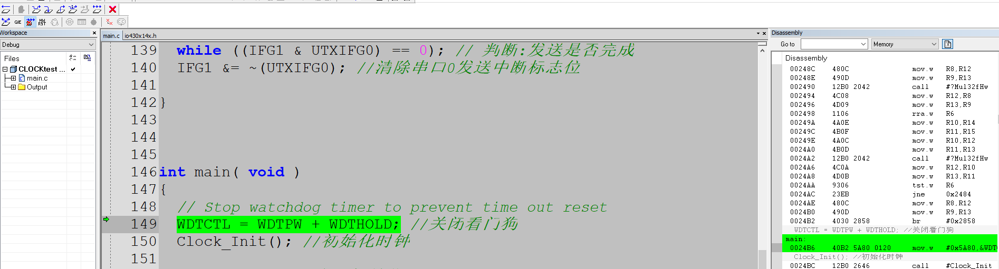 GIE
HW
RST
Workspace
Debug
Files
CLOCKtest ...
main.c
Output
main.c
io430x14x.h
139 while ((IFG1 & UTXIFG0) == 0); // 判断:发送是否完成
140 IFG1 &= ~(UTXIFG0); //清除串口0发送中断标志位
141
142 }
143
144
145
146 int main( void )
147 {
148 // Stop watchdog timer to prevent time out reset
149 WDTCTL = WDTPW + WDTHOLD; //关闭看门狗
150 Clock_Init(); //初始化时钟
151
Disassembly
Go to
Memory
Disassembly
00248C 480C mov.w R8,R12
00248E 490D mov.w R9,R13
002490 12B0 2042 call #?Mul32fHw
002494 4C08 mov.w R12,R8
002496 4D09 mov.w R13,R9
002498 1106 rra.w R6
00249A 4A0E mov.w R10,R14
00249C 4B0F mov.w R11,R15
00249E 4A0C mov.w R10,R12
0024A0 4B0D mov.w R11,R13
0024A2 12B0 2042 call #?Mul32fHw
0024A6 4C0A mov.w R12,R10
0024A8 4D0B mov.w R13,R11
0024AA 9306 tst.w R6
0024AC 23EB jne 0x2484
0024AE 480C mov.w R8,R12
0024B0 490D mov.w R9,R13
0024B2 4030 2858 br #0x2858
WDTCTL = WDTPW + WDTHOLD; //关闭看门狗
main:
0024B6 40B2 5A80 0120 mov.w #0x5A80,&WDT
Clock_Init(); //初始化时钟
0024BC 12B0 2646 call #Clock_Init